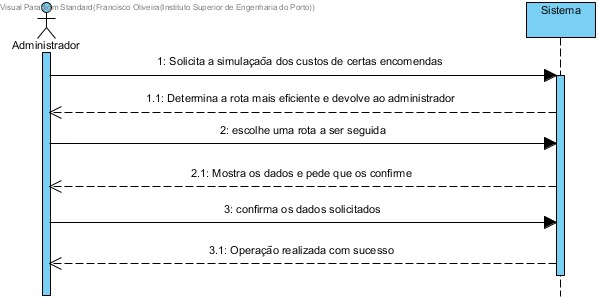 Visual Paradigm Standard(Francisco Oliveira(Instituto Superior de Engenharia do Porto))
Sistema
Administrador
1: Solicita a simulaçaõa dos custos de certas encomendas
1.1: Determina a rota mais eficiente e devolve ao administrador
2: escolhe uma rota a ser seguida
2.1: Mostra os dados e pede que os confirme
3: confirma os dados solicitados
3.1: Operação realizada com sucesso